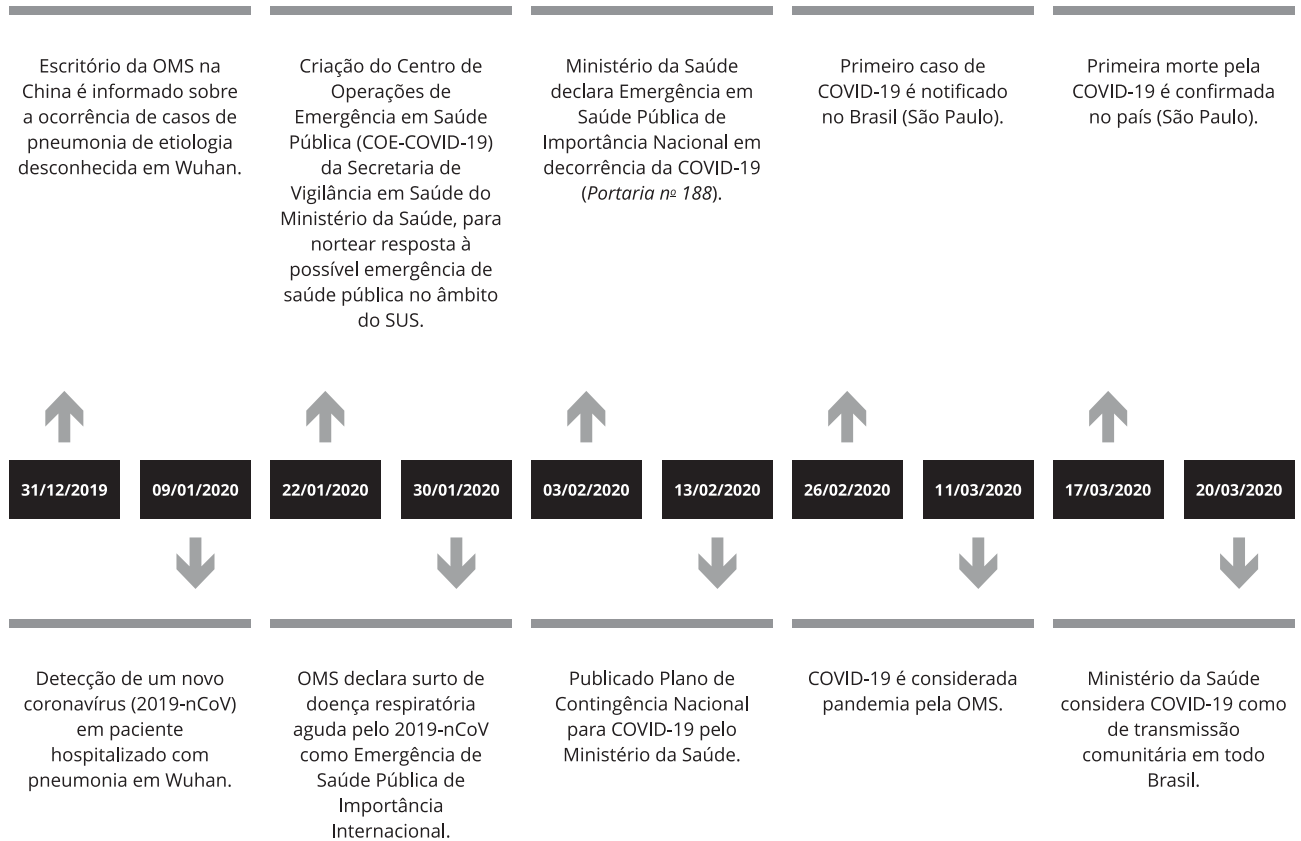 Escritório da OMS na
China é informado sobre
a ocorrência de casos de
pneumonia de etiologia
desconhecida em Wuhan.
Criação do Centro de
Operações de
Emergência em Saúde
Pública (COE-COVID-19)
da Secretaria de
Vigilância em Saúde do
Ministério da Saúde, para
nortear resposta à
possível emergência de
saúde pública no âmbito
do SUS.
Ministério da Saúde
declara Emergência em
Saúde Pública de
Importância Nacional em
decorrência da COVID-19
(Portaria nº 188).
Primeiro caso de
COVID-19 é notificado
no Brasil (São Paulo).
Primeira morte pela
COVID-19 é confirmada
no país (São Paulo).
31/12/2019 09/01/2020 22/01/2020 30/01/2020 03/02/2020 13/02/2020 26/02/2020 11/03/2020 17/03/2020 20/03/2020
Detecção de um novo
coronavírus (2019-nCoV)
em paciente
hospitalizado com
pneumonia em Wuhan.
OMS declara surto de
doença respiratória
aguda pelo 2019-nCoV
como Emergência de
Saúde Pública de
Importância
Internacional.
Publicado Plano de
Contingência Nacional
para COVID-19 pelo
Ministério da Saúde.
COVID-19 é considerada
pandemia pela OMS.
Ministério da Saúde
considera COVID-19 como
de transmissão
comunitária em todo
Brasil.